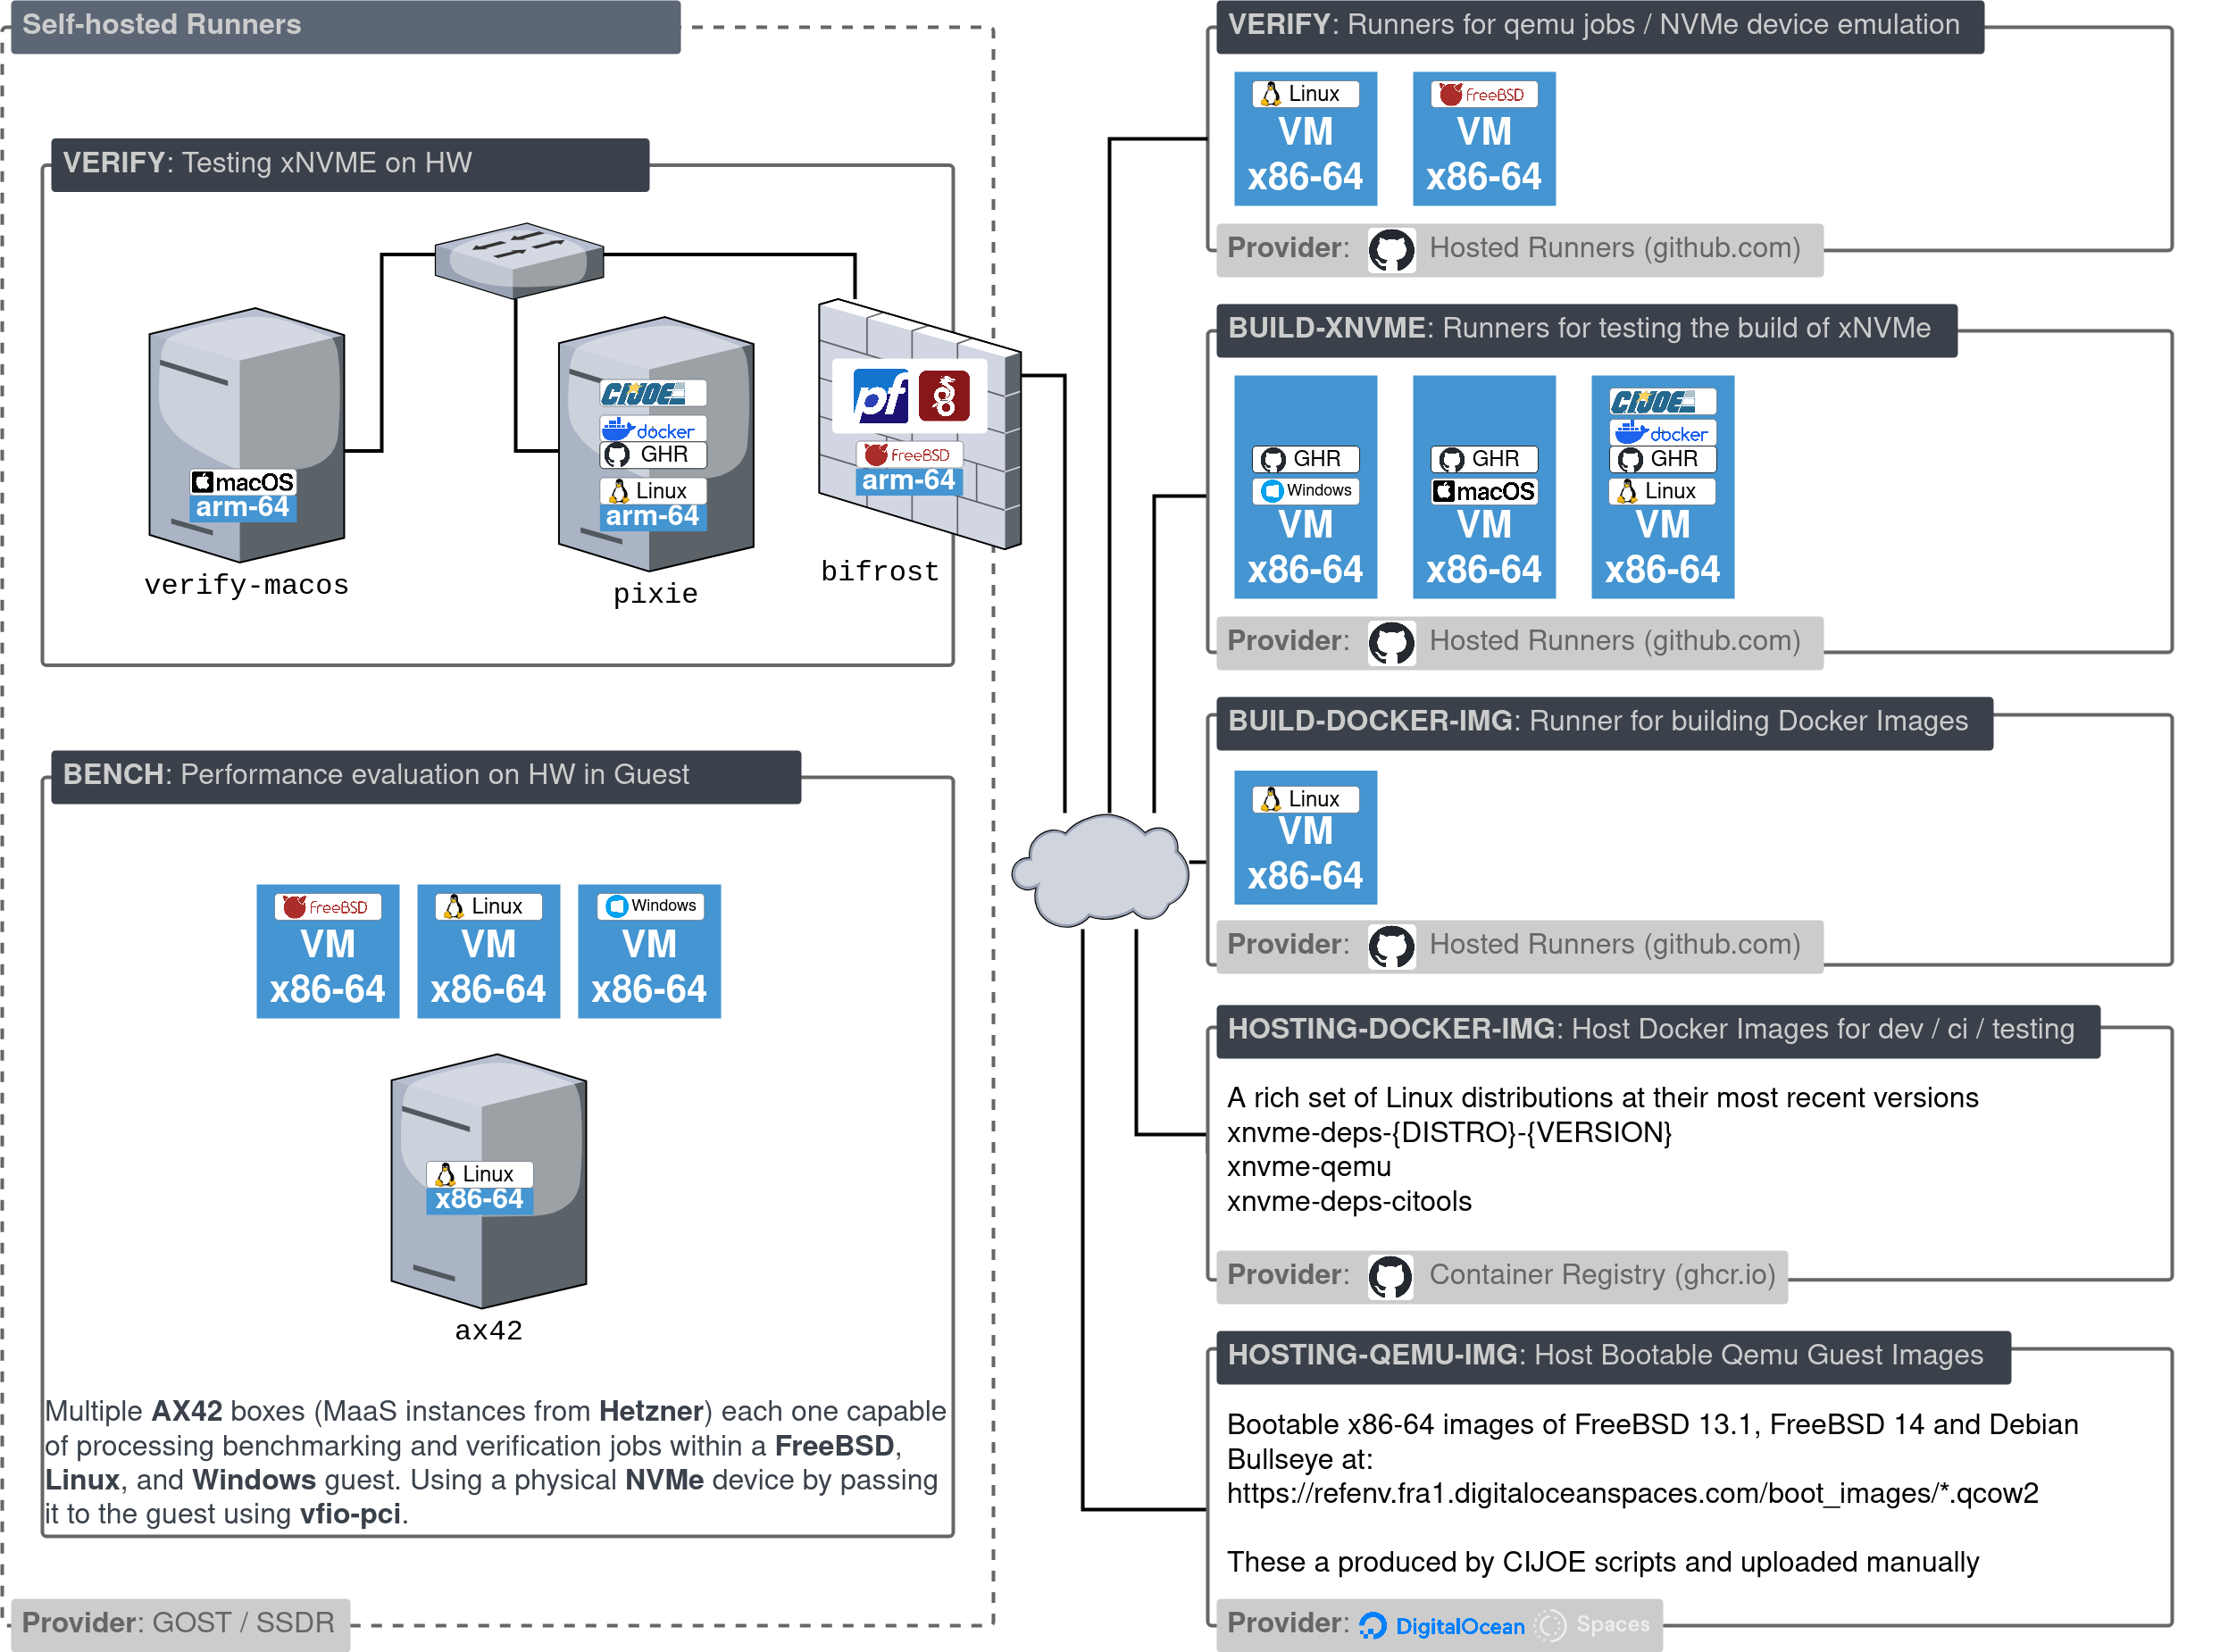 Self-hosted Runners
VERIFY: Testing xNVME on HW
macOS
arm-64
verify-macos
CIJOE
docker
GHR
Linux
arm-64
pixie
pf
FreeBSD
arm-64
bifrost
BENCH: Performance evaluation on HW in Guest
FreeBSD
VM
x86-64
Linux
VM
x86-64
Windows
VM
x86-64
Linux
x86-64
ax42
Multiple AX42 boxes (MaaS instances from Hetzner) each one capable
of processing benchmarking and verification jobs within a FreeBSD,
Linux, and Windows guest. Using a physical NVMe device by passing
it to the guest using vfio-pci.
Provider: GOST / SSDR
VERIFY: Runners for qemu jobs / NVMe device emulation
Linux
VM
x86-64
FreeBSD
VM
x86-64
Provider: Hosted Runners (github.com)
BUILD-XNVME: Runners for testing the build of xNVMe
GHR
Windows
VM
x86-64
GHR
macOS
VM
x86-64
CIJOE
docker
GHR
Linux
VM
x86-64
Provider: Hosted Runners (github.com)
BUILD-DOCKER-IMG: Runner for building Docker Images
Linux
VM
x86-64
Provider: Hosted Runners (github.com)
HOSTING-DOCKER-IMG: Host Docker Images for dev / ci / testing
A rich set of Linux distributions at their most recent versions
xnvme-deps-{DISTRO}-{VERSION}
xnvme-qemu
xnvme-deps-citools
Provider: Container Registry (ghcr.io)
HOSTING-QEMU-IMG: Host Bootable Qemu Guest Images
Bootable x86-64 images of FreeBSD 13.1, FreeBSD 14 and Debian
Bullseye at:
https://refenv.fra1.digitaloceanspaces.com/boot_images/*.qcow2
These a produced by CIJOE scripts and uploaded manually
Provider: DigitalOcean Spaces